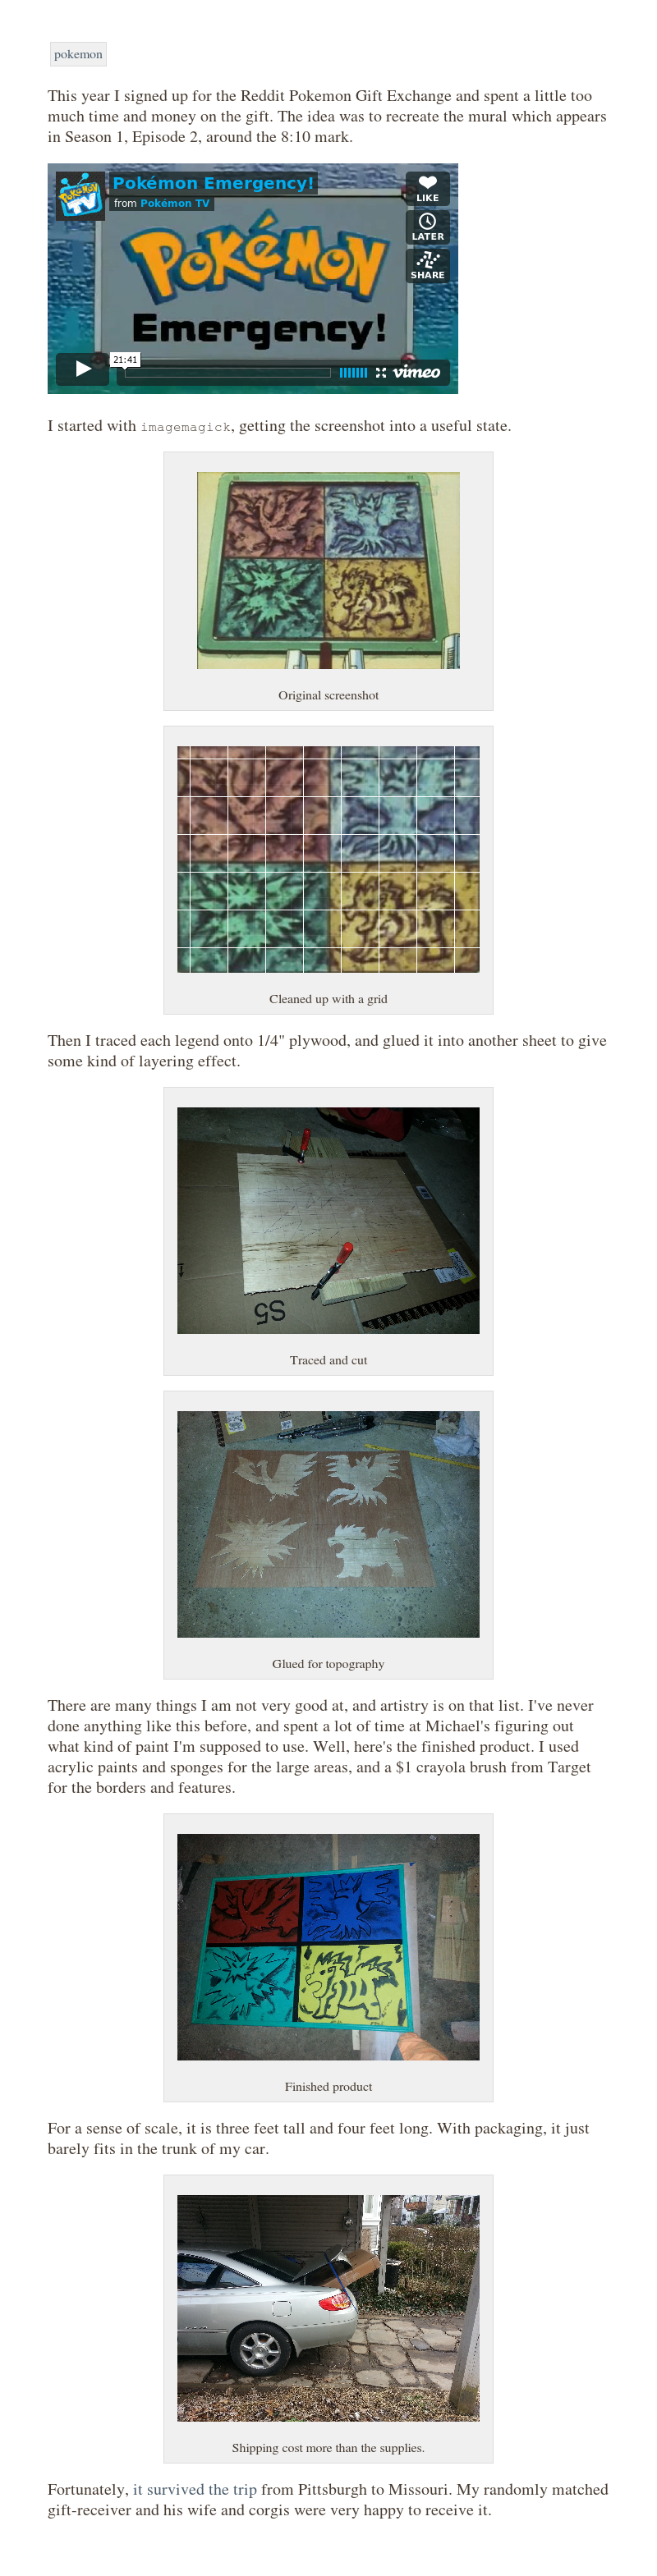 pokemon
This year I signed up for the Reddit Pokemon Gift Exchange and spent a little too
much time and money on the gift. The idea was to recreate the mural which appears
in Season 1, Episode 2, around the 8:10 mark.
Pokémon Emergency!
from Pokémon TV
POKÉMON TV
LIKE
LATER
SHARE
POKÉMON
Emergency!
21:41
vimeo
I started with imagemagick, getting the screenshot into a useful state.
Original screenshot
Cleaned up with a grid
Then I traced each legend onto 1/4" plywood, and glued it into another sheet to give
some kind of layering effect.
S5
Traced and cut
Glued for topography
There are many things I am not very good at, and artistry is on that list. I've never
done anything like this before, and spent a lot of time at Michael's figuring out
what kind of paint I'm supposed to use. Well, here's the finished product. I used
acrylic paints and sponges for the large areas, and a $1 crayola brush from Target
for the borders and features.
Finished product
For a sense of scale, it is three feet tall and four feet long. With packaging, it just
barely fits in the trunk of my car.
Shipping cost more than the supplies.
Fortunately, it survived the trip from Pittsburgh to Missouri. My randomly matched
gift-receiver and his wife and corgis were very happy to receive it.